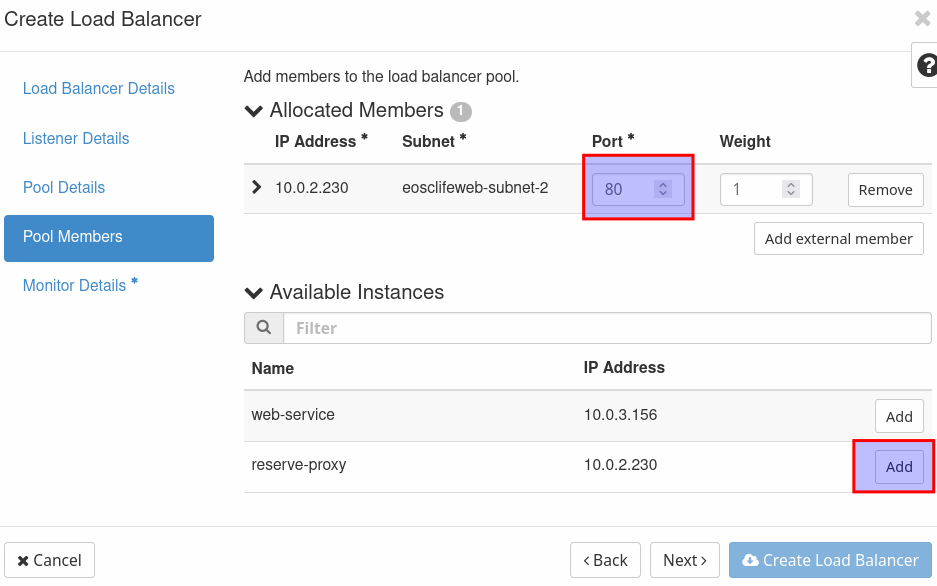 Create Load Balancer
Load Balancer Details
Listener Details
Pool Details
Pool Members
Monitor Details *
Add members to the load balancer pool.
Allocated Members 1
IP Address * Subnet * Port * Weight
10.0.2.230 eosclifeweb-subnet-2 80 1 Remove
Add external member
Available Instances
Filter
Name IP Address
web-service 10.0.3.156 Add
reserve-proxy 10.0.2.230 Add
Cancel < Back Next > Create Load Balancer